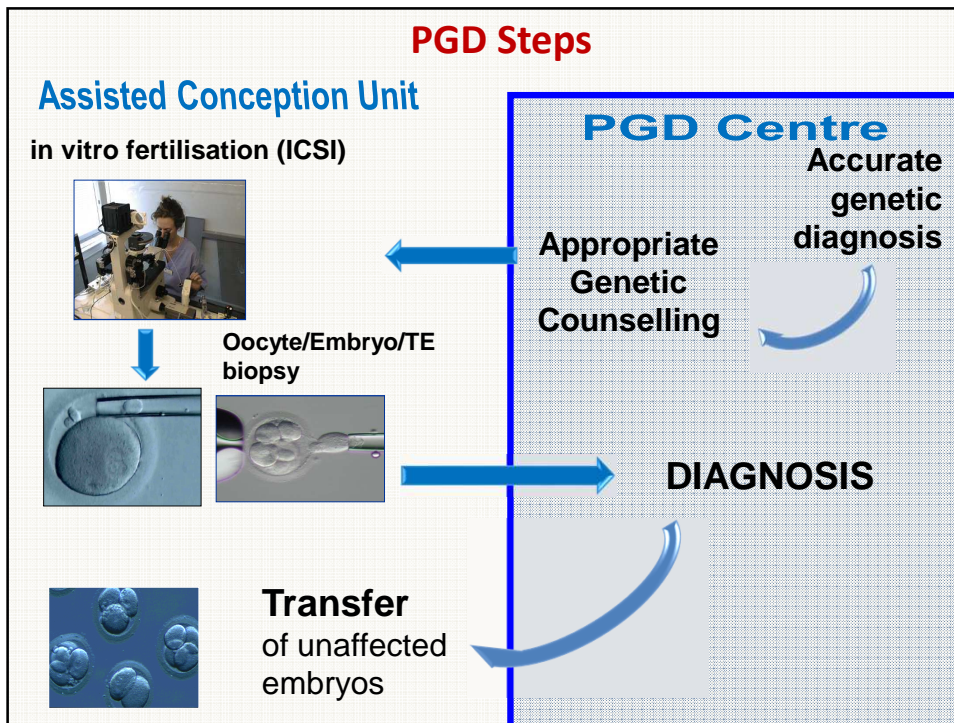 PGD Steps
Assisted Conception Unit
in vitro fertilisation (ICSI)
PGD Centre
Accurate
genetic
diagnosis
Appropriate
Genetic
Counselling
Oocyte/Embryo/TE
biopsy
DIAGNOSIS
Transfer
of unaffected
embryos